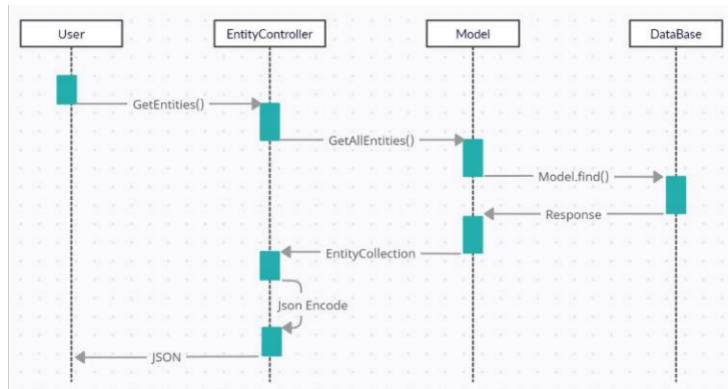 User
EntityController
Model
DataBase
GetEntities()
GetAllEntities()
Model.find()
Response
EntityCollection
Json Encode
JSON